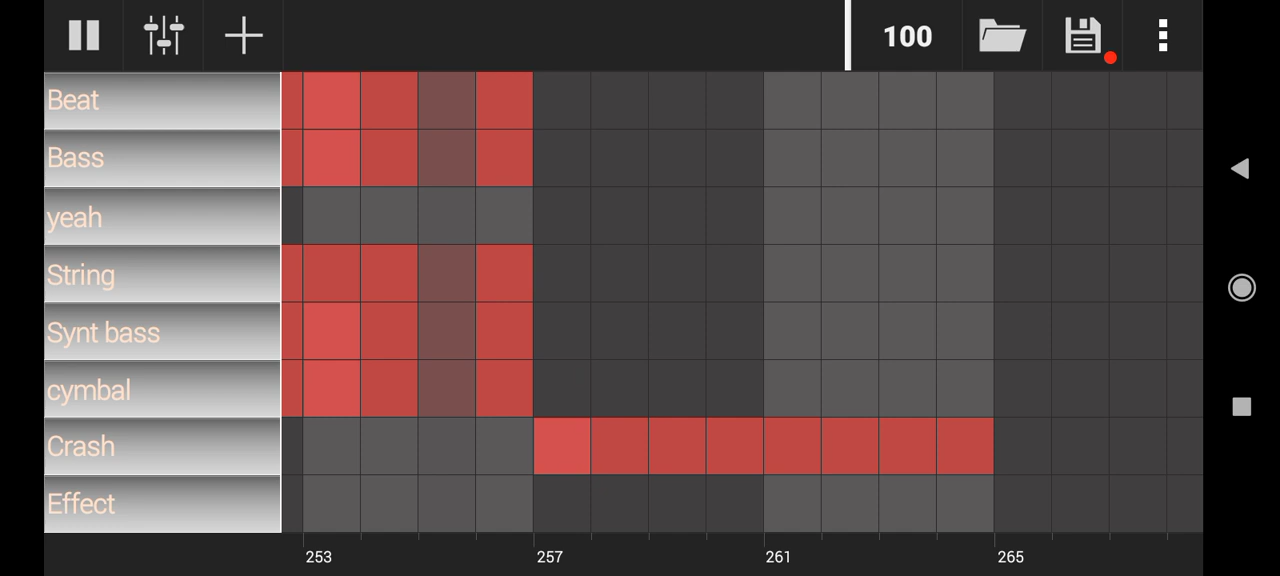 100
Beat
Bass
yeah
String
Synt bass
cymbal
Crash
Effect
253 257 261 265